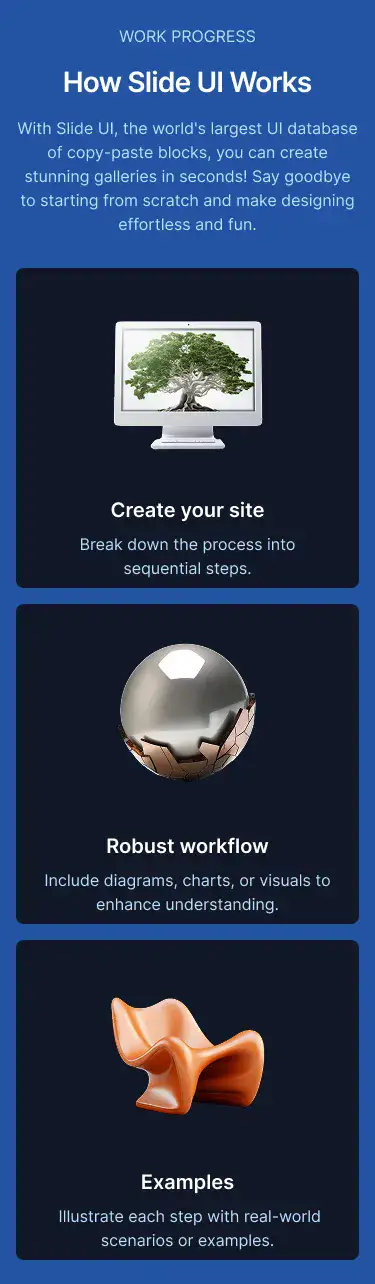 WORK PROGRESS
How Slide UI Works
With Slide UI, the world's largest UI database
of copy-paste blocks, you can create
stunning galleries in seconds! Say goodbye
to starting from scratch and make designing
effortless and fun.
Create your site
Break down the process into
sequential steps.
Robust workflow
Include diagrams, charts, or visuals to
enhance understanding.
Examples
Illustrate each step with real-world
scenarios or examples.